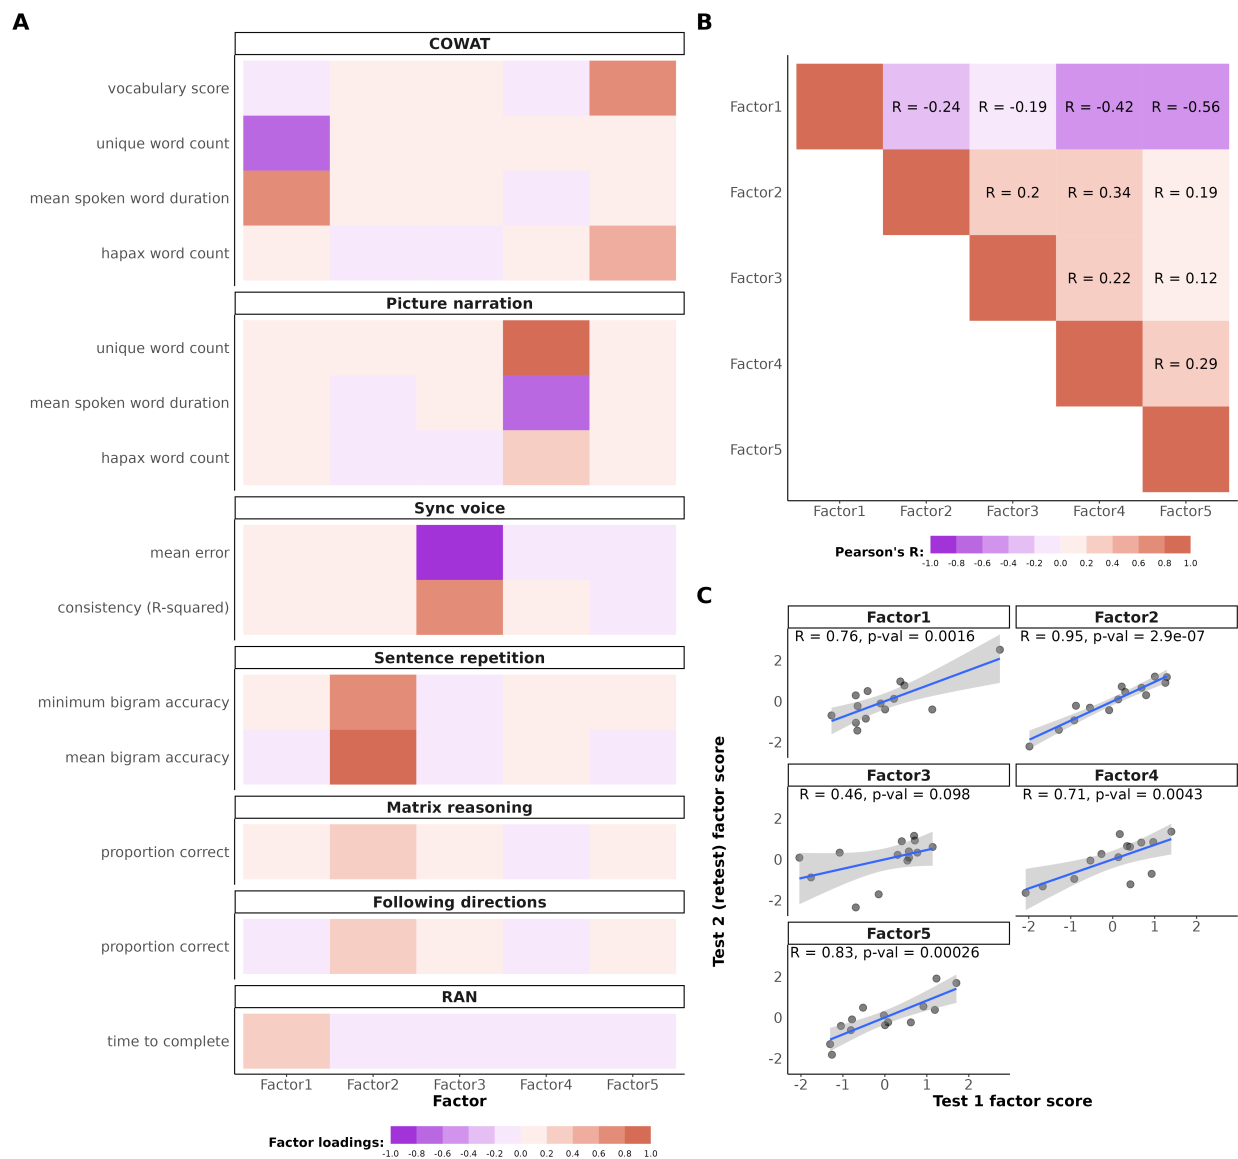 A
COWAT
vocabulary score
unique word count
mean spoken word duration
hapax word count
Picture narration
unique word count
mean spoken word duration
hapax word count
Sync voice
mean error
consistency (R-squared)
Sentence repetition
minimum bigram accuracy
mean bigram accuracy
Matrix reasoning
proportion correct
Following directions
proportion correct
RAN
time to complete
Factor1 Factor2 Factor3 Factor4 Factor5
Factor
Factor loadings:
-1.0 -0.8 -0.6 -0.4 -0.2 0.0 0.2 0.4 0.6 0.8 1.0
B
Factor1 R = -0.24 R = -0.19 R = -0.42 R = -0.56
Factor2 R = 0.2 R = 0.34 R = 0.19
Factor3 R = 0.22 R = 0.12
Factor4 R = 0.29
Factor5
Factor1 Factor2 Factor3 Factor4 Factor5
Pearson's R:
-1.0 -0.8 -0.6 -0.4 -0.2 0.0 0.2 0.4 0.6 0.8 1.0
C
Test 2 (retest) factor score
Factor1
R = 0.76, p-val = 0.0016
2
0
-2
Factor2
R = 0.95, p-val = 2.9e-07
Factor3
R = 0.46, p-val = 0.098
2
0
-2
Factor4
R = 0.71, p-val = 0.0043
-2 -1 0 1 2
Factor5
R = 0.83, p-val = 0.00026
2
0
-2
-2 -1 0 1 2
Test 1 factor score